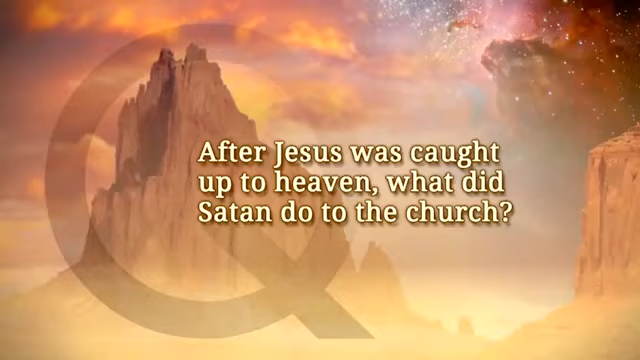 After Jesus was caught
up to heaven, what did
Satan do to the church?